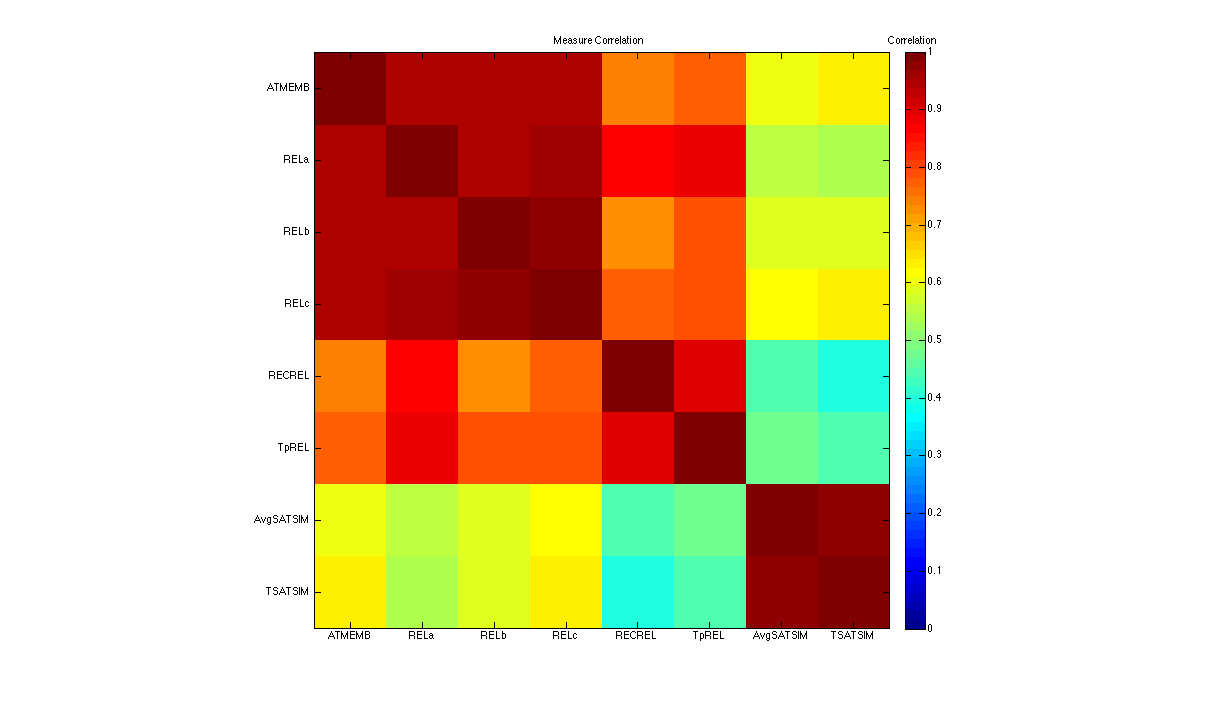 Measure Correlation
Correlation
ATMEMB
RELa
RELb
RELc
RECREL
TpREL
AvgSATSIM
TSATSIM
ATMEMB RELa RELb RELc RECREL TpREL AvgSATSIM TSATSIM
1
0.9
0.8
0.7
0.6
0.5
0.4
0.3
0.2
0.1
0